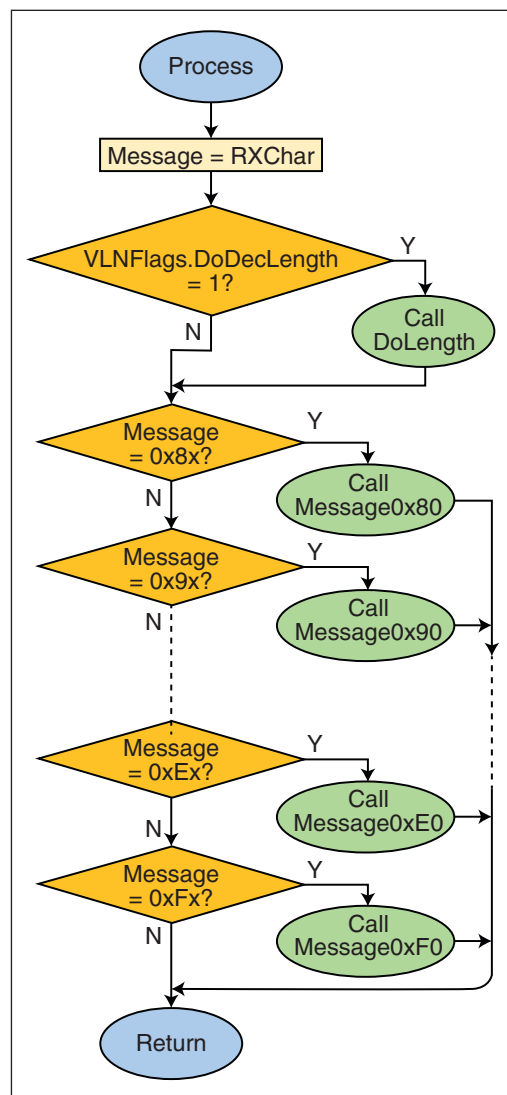 Process
Message = RXChar
VLNFlags.DoDecLength
= 1?
Y
N
Call
DoLength
Message
= 0x8x?
Y
N
Call
Message0x80
Message
= 0x9x?
Y
N
Call
Message0x90
Message
= 0xEx?
Y
N
Call
Message0xE0
Message
= 0xFx?
Y
N
Call
Message0xF0
Return